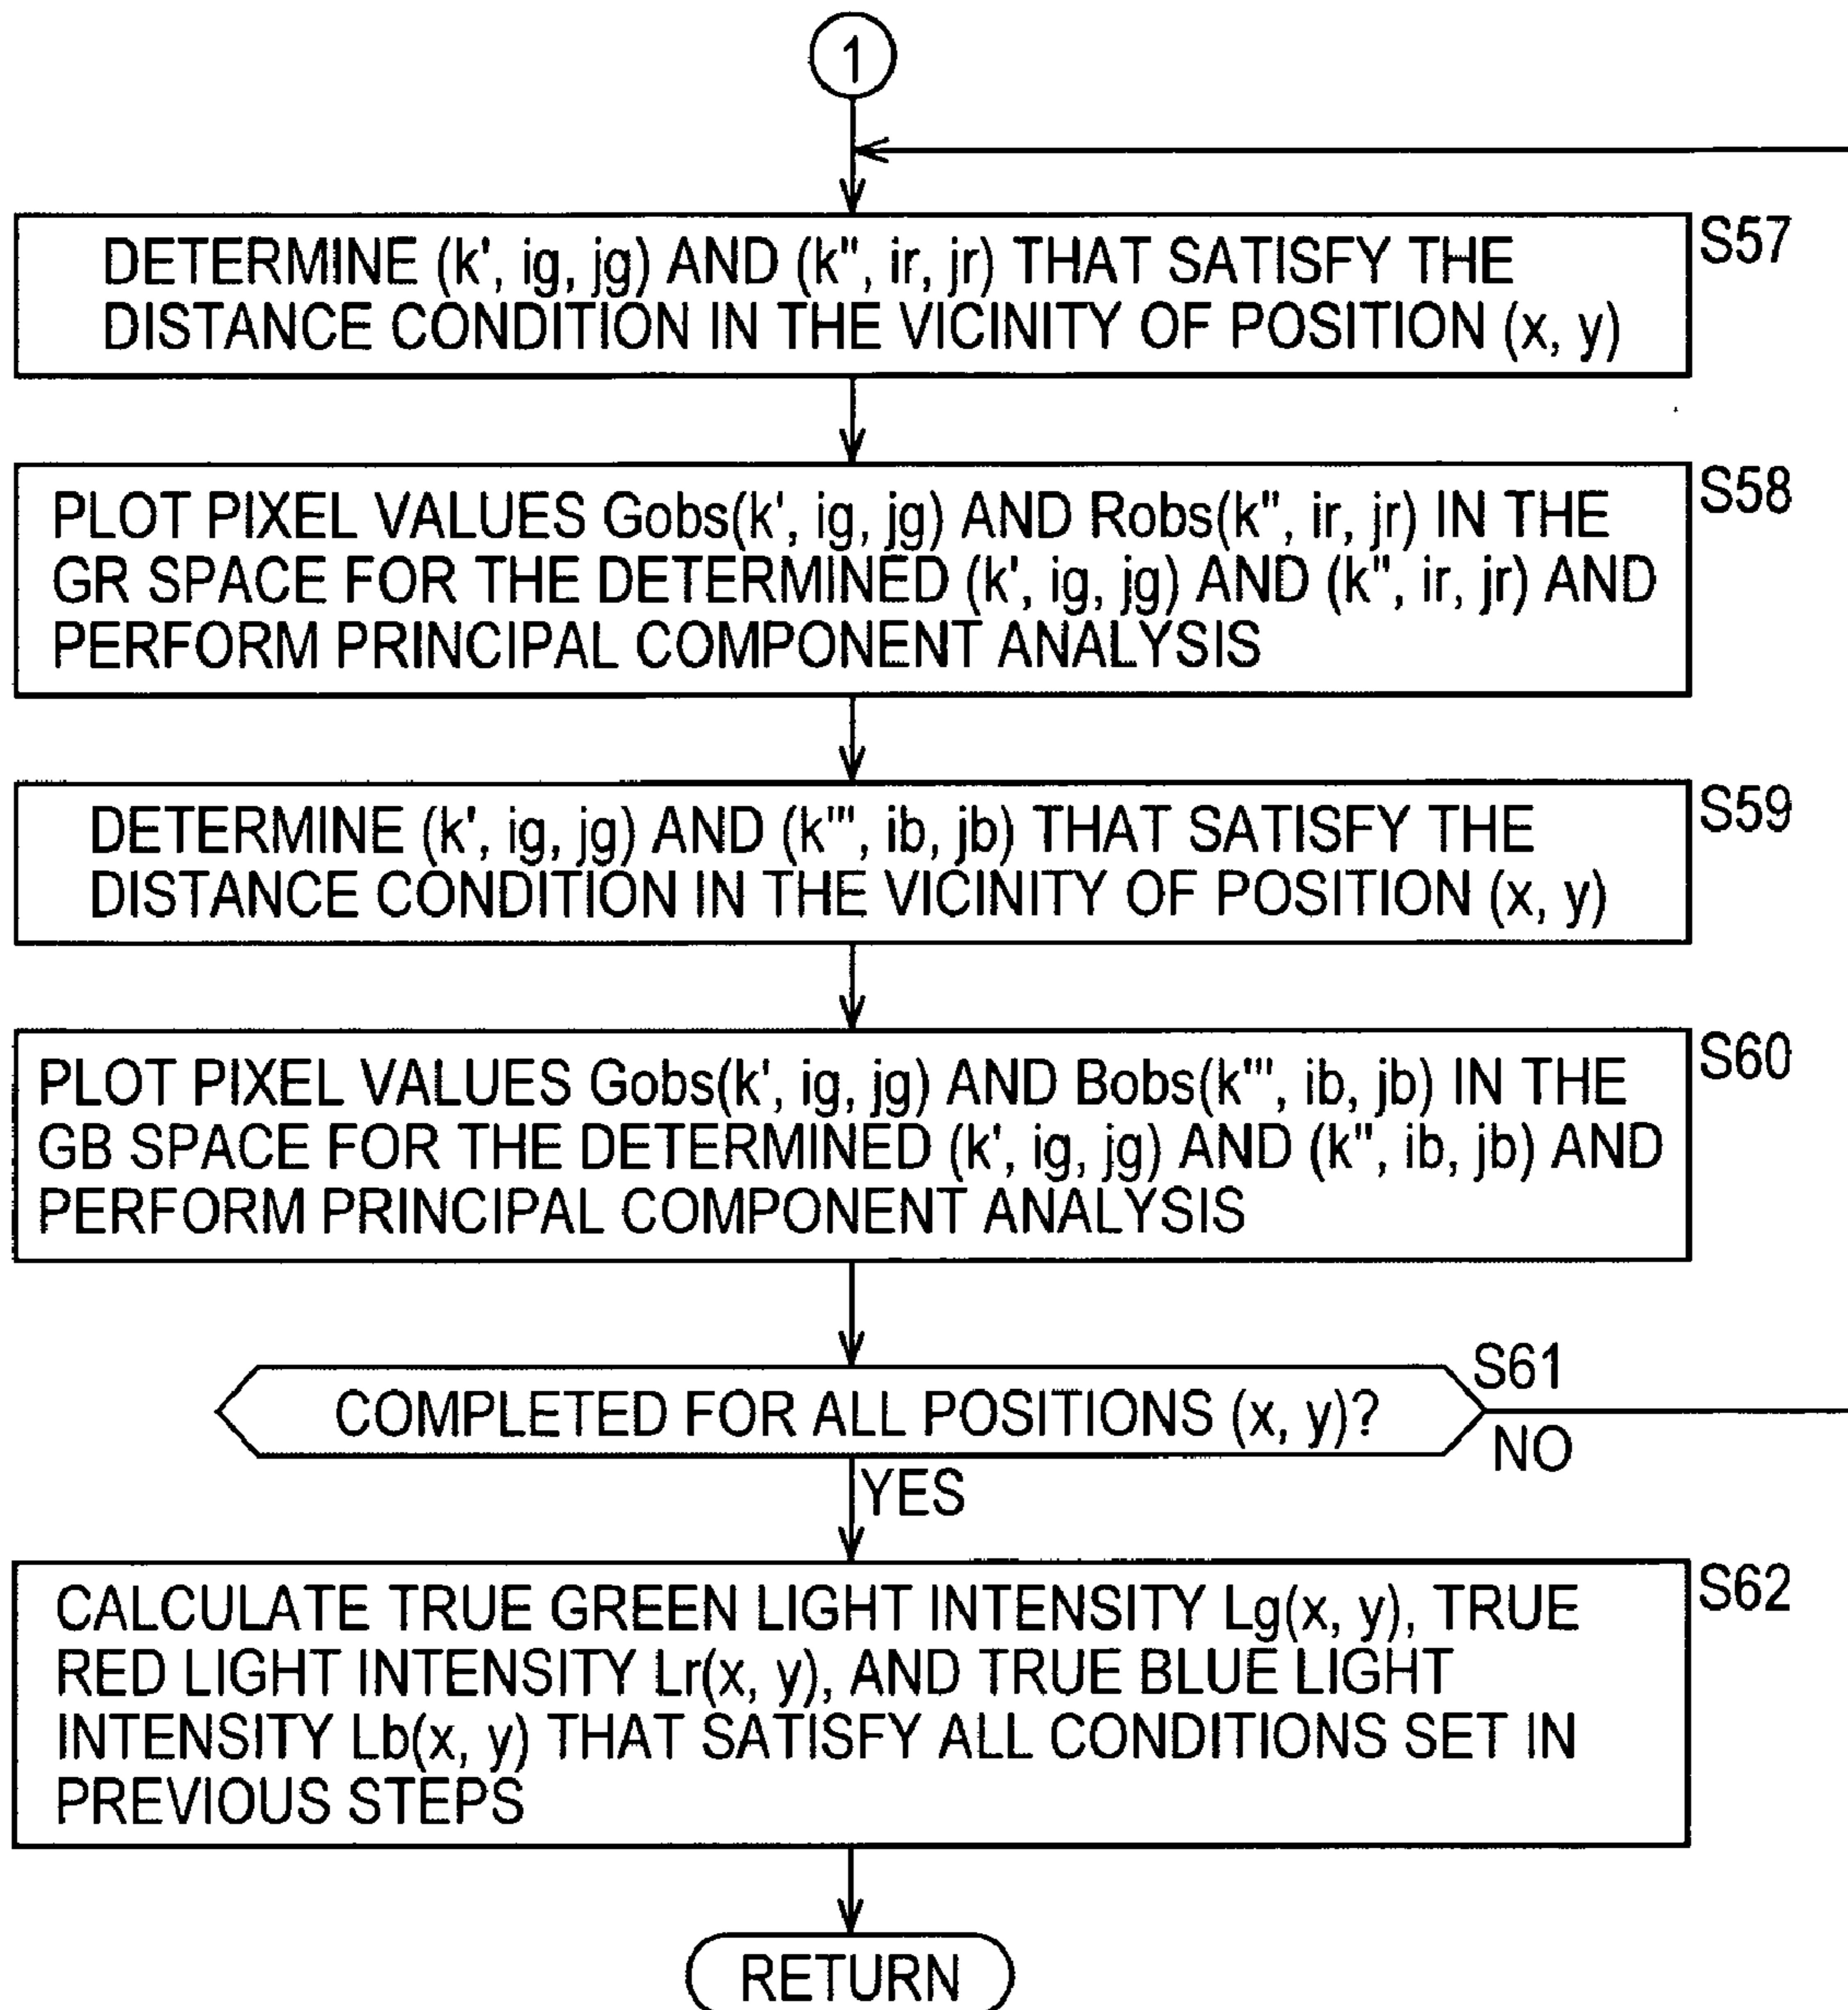 1
DETERMINE (k', ig, jg) AND (k", ir, jr) THAT SATISFY THE
DISTANCE CONDITION IN THE VICINITY OF POSITION (x, y)
S57
PLOT PIXEL VALUES Gobs(k', ig, jg) AND Robs(k", ir, jr) IN THE
GR SPACE FOR THE DETERMINED (k', ig, jg) AND (k", ir, jr) AND
PERFORM PRINCIPAL COMPONENT ANALYSIS
S58
DETERMINE (k', ig, jg) AND (k"', ib, jb) THAT SATISFY THE
DISTANCE CONDITION IN THE VICINITY OF POSITION (x, y)
S59
PLOT PIXEL VALUES Gobs(k', ig, jg) AND Bobs(k"', ib, jb) IN THE
GB SPACE FOR THE DETERMINED (k', ig, jg) AND (k", ib, jb) AND
PERFORM PRINCIPAL COMPONENT ANALYSIS
S60
COMPLETED FOR ALL POSITIONS (x, y)?
S61
NO
YES
CALCULATE TRUE GREEN LIGHT INTENSITY Lg(x, y), TRUE
RED LIGHT INTENSITY Lr(x, y), AND TRUE BLUE LIGHT
INTENSITY Lb(x, y) THAT SATISFY ALL CONDITIONS SET IN
PREVIOUS STEPS
S62
RETURN